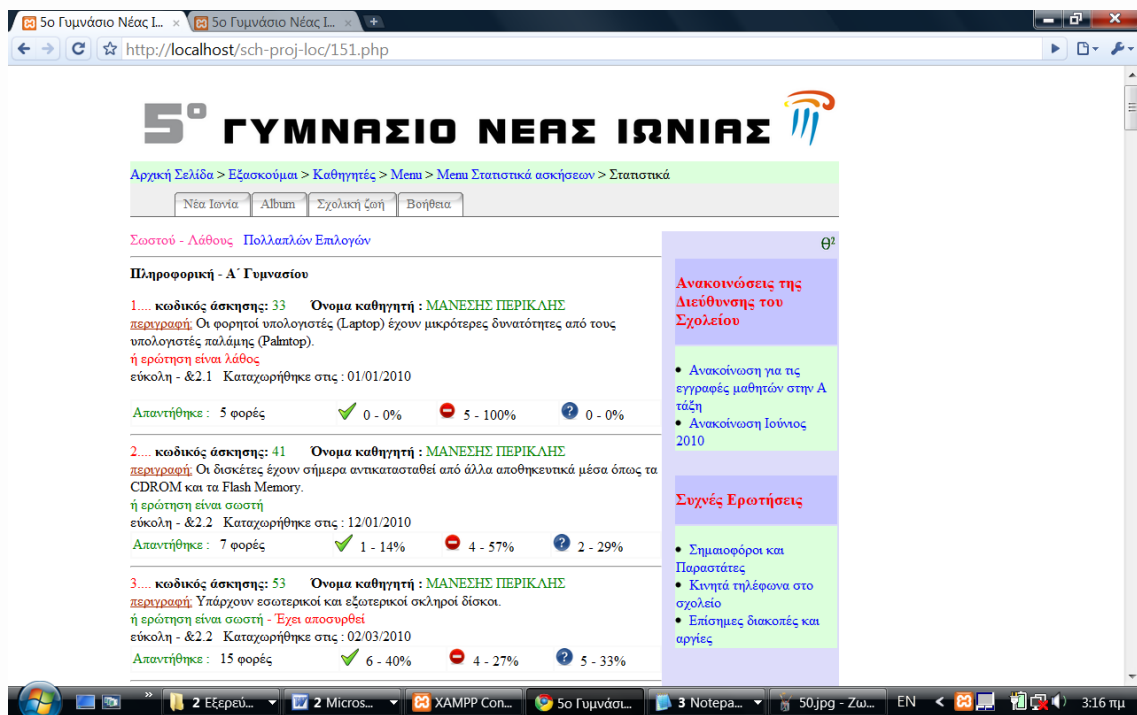 5ο Γυμνάσιο Νέας Ι...
5ο Γυμνάσιο Νέας Ι...
http://localhost/sch-proj-loc/151.php
5ο ΓΥΜΝΑΣΙΟ ΝΕΑΣ ΙΩΝΙΑΣ
Αρχική Σελίδα > Εξασκούμαι > Καθηγητές > Menu > Menu Στατιστικά ασκήσεων > Στατιστικά
Νέα Ιωνία Album Σχολική ζωή Βοήθεια
Σωστού - Λάθους Πολλαπλών Επιλογών
Πληροφορική - Α΄ Γυμνασίου
1.... κωδικός άσκησης: 33 Όνομα καθηγητή : ΜΑΝΕΣΗΣ ΠΕΡΙΚΛΗΣ
περιγραφή: Οι φορητοί υπολογιστές (Laptop) έχουν μικρότερες δυνατότητες από τους
υπολογιστές παλάμης (Palmtop).
ή ερώτηση είναι λάθος
εύκολη - &2.1 Καταχωρήθηκε στις : 01/01/2010
Απαντήθηκε : 5 φορές 0 - 0% 5 - 100% 0 - 0%
2.... κωδικός άσκησης: 41 Όνομα καθηγητή : ΜΑΝΕΣΗΣ ΠΕΡΙΚΛΗΣ
περιγραφή: Οι δισκέτες έχουν σήμερα αντικατασταθεί από άλλα αποθηκευτικά μέσα όπως τα
CDROM και τα Flash Memory.
ή ερώτηση είναι σωστή
εύκολη - &2.2 Καταχωρήθηκε στις : 12/01/2010
Απαντήθηκε : 7 φορές 1 - 14% 4 - 57% 2 - 29%
3.... κωδικός άσκησης: 53 Όνομα καθηγητή : ΜΑΝΕΣΗΣ ΠΕΡΙΚΛΗΣ
περιγραφή: Υπάρχουν εσωτερικοί και εξωτερικοί σκληροί δίσκοι.
ή ερώτηση είναι σωστή - Έχει αποσυρθεί
εύκολη - &2.2 Καταχωρήθηκε στις : 02/03/2010
Απαντήθηκε : 15 φορές 6 - 40% 4 - 27% 5 - 33%
θ²
Ανακοινώσεις της
Διεύθυνσης του
Σχολείου
• Ανακοίνωση για τις
εγγραφές μαθητών στην Α
τάξη
• Ανακοίνωση Ιούνιος
2010
Συχνές Ερωτήσεις
• Σημαιοφόροι και
Παραστάτες
• Κινητά τηλέφωνα στο
σχολείο
• Επίσημες διακοπές και
αργίες
2 Εξερεύ... 2 Micros... XAMPP Con... 5ο Γυμνάσι... 3 Notepa... 50.jpg - Ζω... EN 3:16 πμ